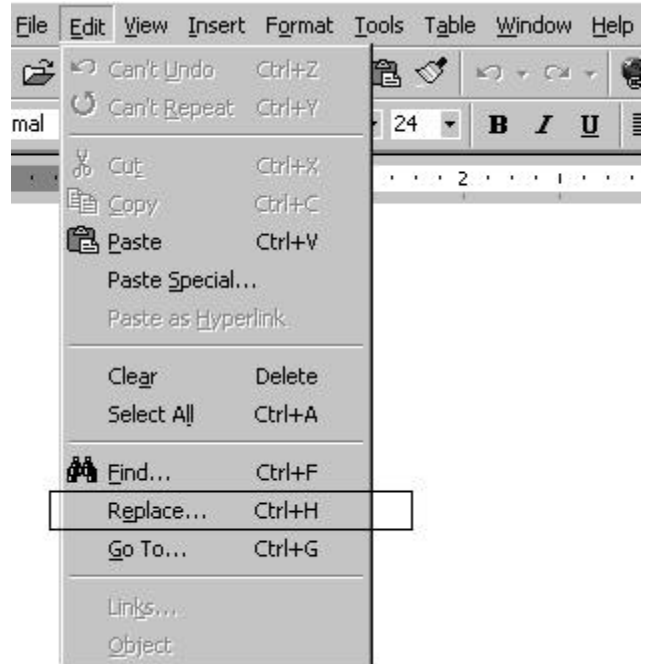 File Edit View Insert Format Tools Table Window Help
Can't Undo Ctrl+Z
Can't Repeat Ctrl+Y
mal 24 B I U
Cut Ctrl+X
2
Copy Ctrl+C
Paste Ctrl+V
Paste Special...
Paste as Hyperlink
Clear Delete
Select All Ctrl+A
Find... Ctrl+F
Replace... Ctrl+H
Go To... Ctrl+G
Links...
Object